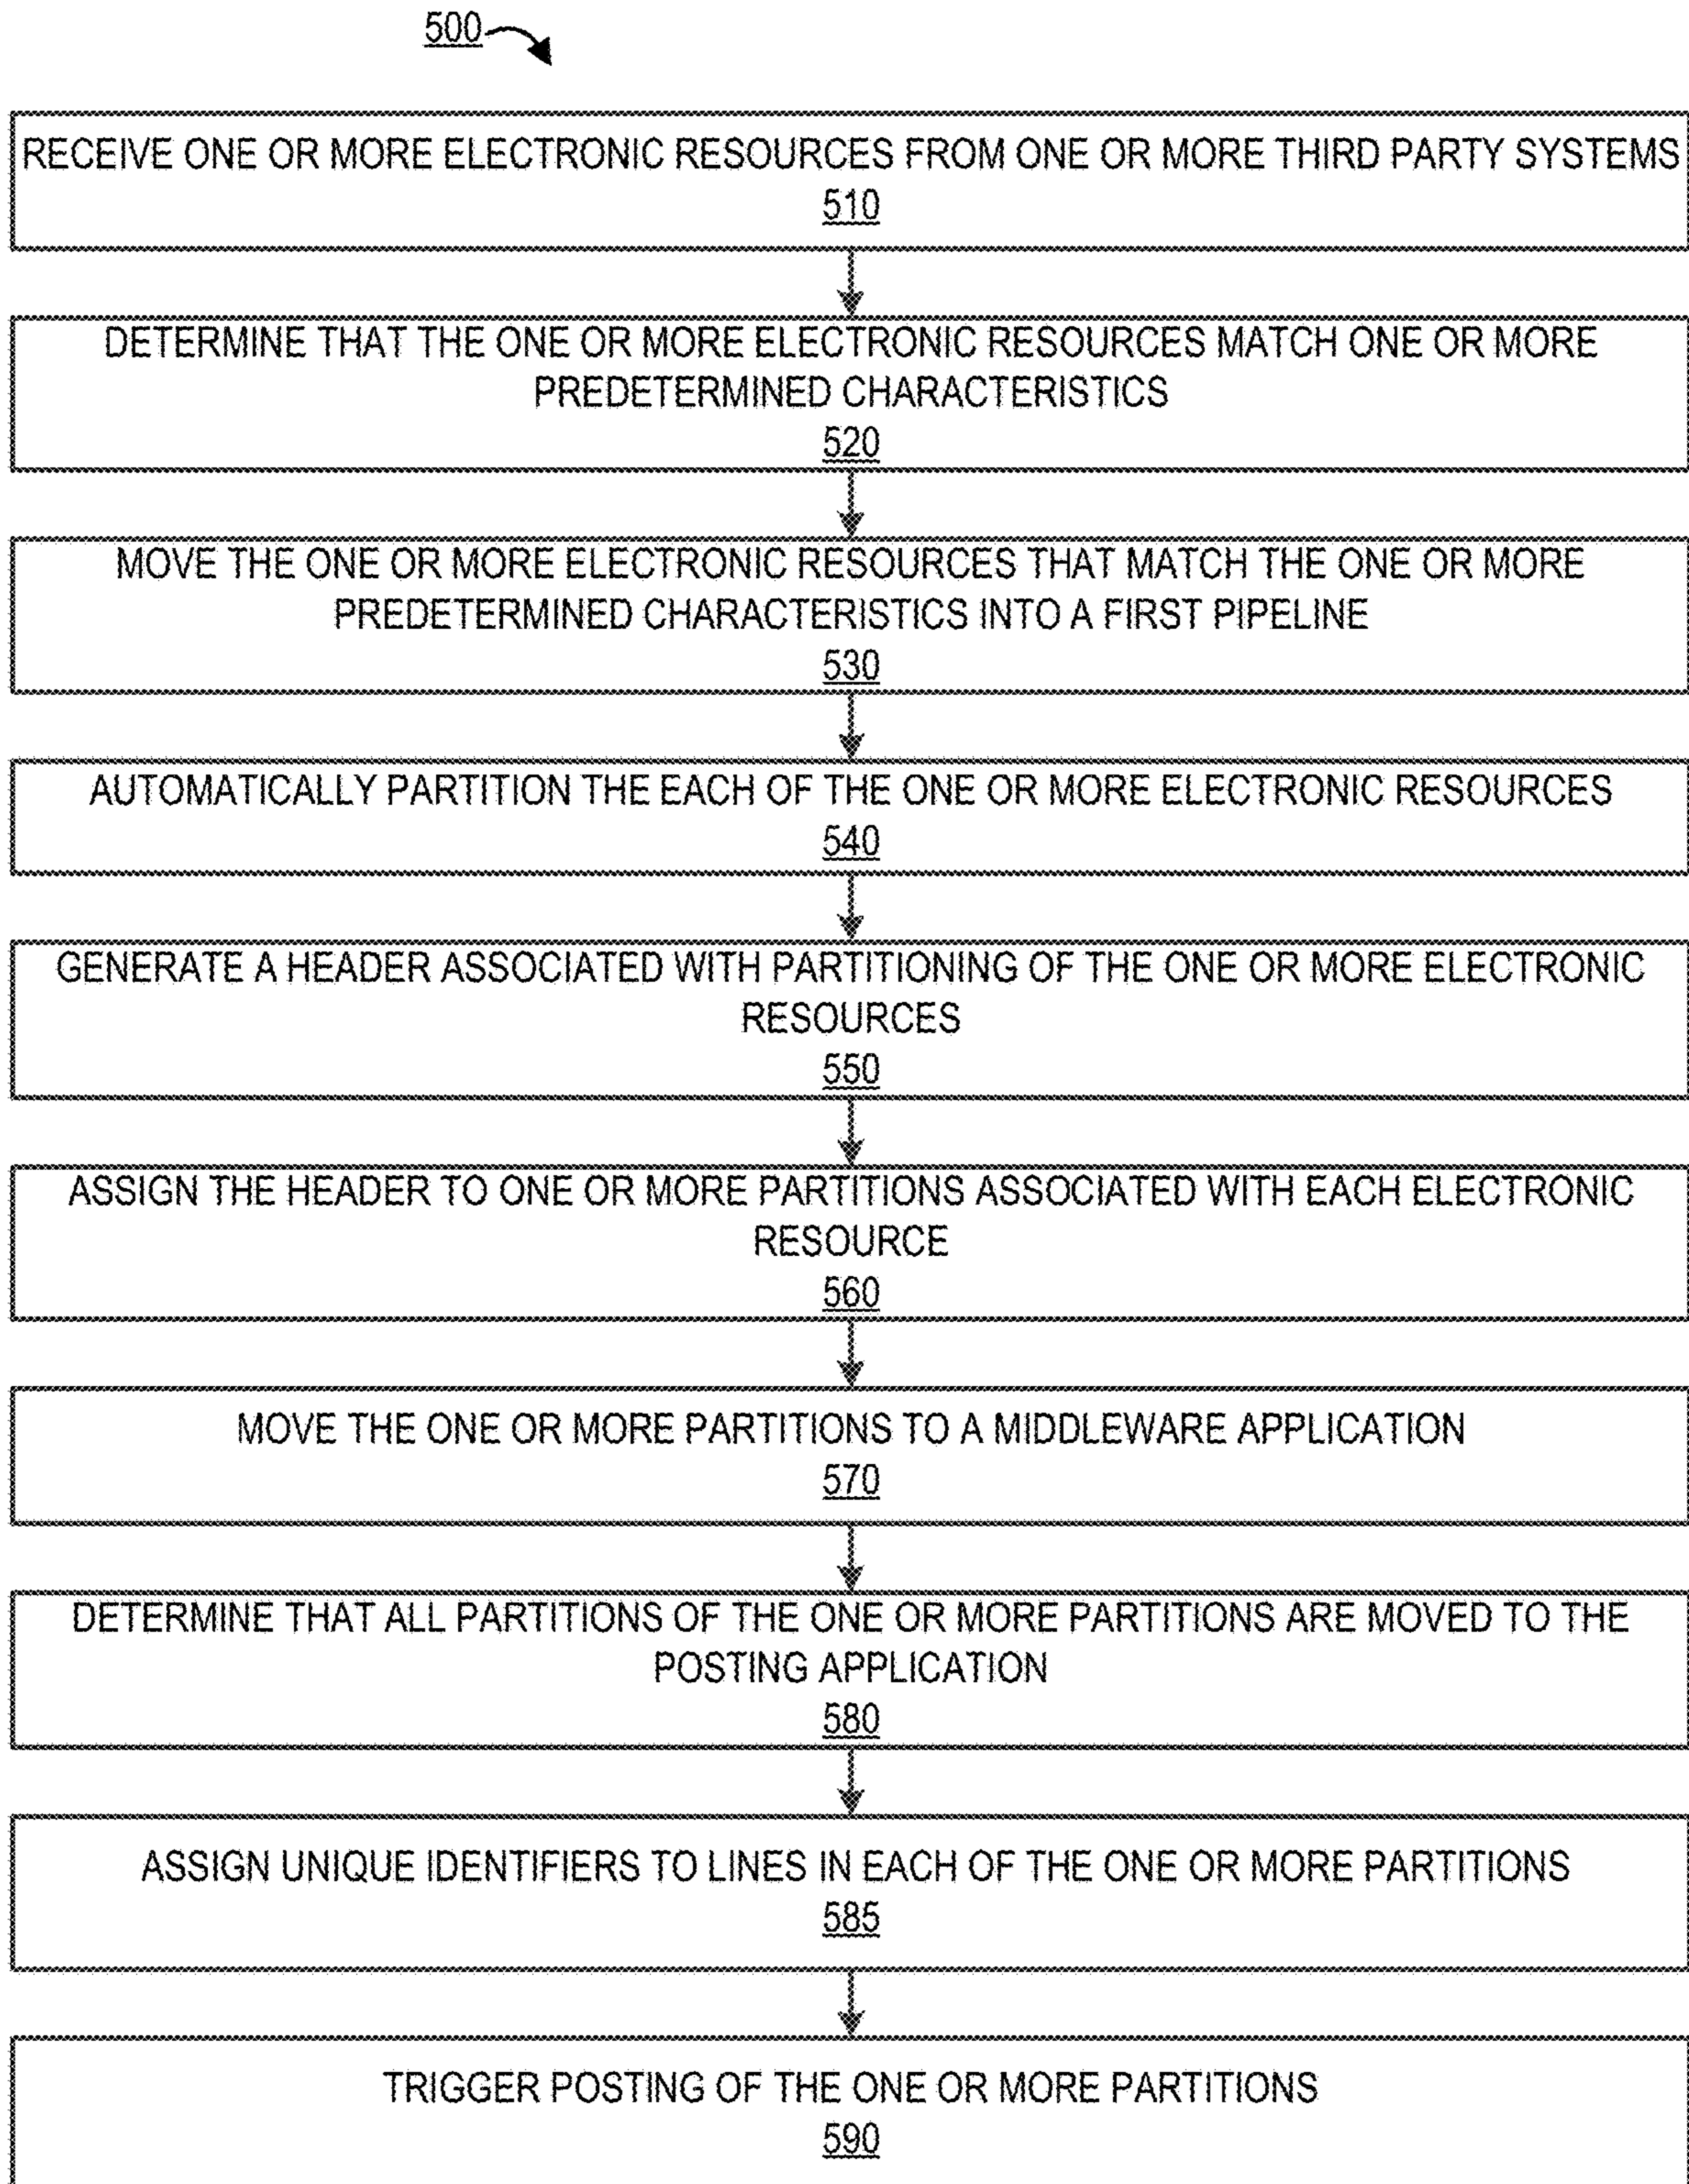 500
RECEIVE ONE OR MORE ELECTRONIC RESOURCES FROM ONE OR MORE THIRD PARTY SYSTEMS
510
DETERMINE THAT THE ONE OR MORE ELECTRONIC RESOURCES MATCH ONE OR MORE
PREDETERMINED CHARACTERISTICS
520
MOVE THE ONE OR MORE ELECTRONIC RESOURCES THAT MATCH THE ONE OR MORE
PREDETERMINED CHARACTERISTICS INTO A FIRST PIPELINE
530
AUTOMATICALLY PARTITION THE EACH OF THE ONE OR MORE ELECTRONIC RESOURCES
540
GENERATE A HEADER ASSOCIATED WITH PARTITIONING OF THE ONE OR MORE ELECTRONIC
RESOURCES
550
ASSIGN THE HEADER TO ONE OR MORE PARTITIONS ASSOCIATED WITH EACH ELECTRONIC
RESOURCE
560
MOVE THE ONE OR MORE PARTITIONS TO A MIDDLEWARE APPLICATION
570
DETERMINE THAT ALL PARTITIONS OF THE ONE OR MORE PARTITIONS ARE MOVED TO THE
POSTING APPLICATION
580
ASSIGN UNIQUE IDENTIFIERS TO LINES IN EACH OF THE ONE OR MORE PARTITIONS
585
TRIGGER POSTING OF THE ONE OR MORE PARTITIONS
590